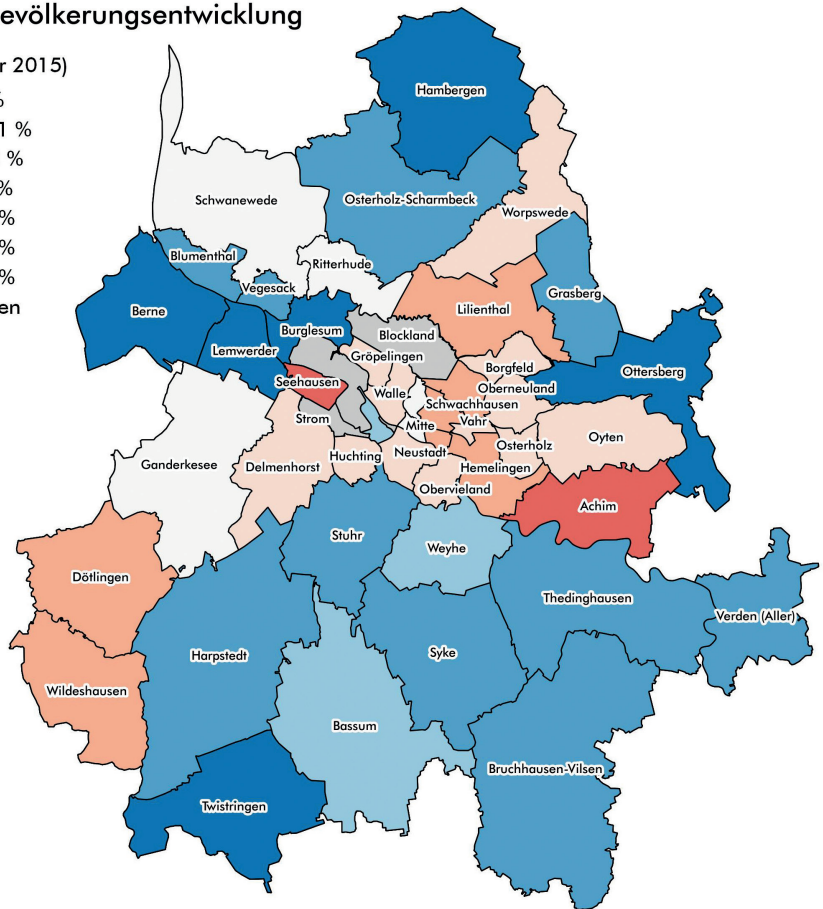 evölkerungsentwicklung
r 2015)
%
1 %
%
%
%
%
%
en
Hambergen
Schwanewede
Osterholz-Scharmbeck
Worpswede
Blumenthal
Ritterhude
Vegesack
Grasberg
Berne
Lilienthal
Burglesum
Blockland
Lemwerder
Gröpelingen
Borgfeld
Ottersberg
Seehausen
Oberneuland
Walle
Schwachhausen
Strom
Vahr
Mitte
Oyten
Osterholz
Huchting
Neustadt
Ganderkesee
Delmenhorst
Hemelingen
Obervieland
Achim
Stuhr
Weyhe
Dötlingen
Thedinghausen
Verden (Aller)
Harpstedt
Syke
Wildeshausen
Bassum
Bruchhausen-Vilsen
Twistringen